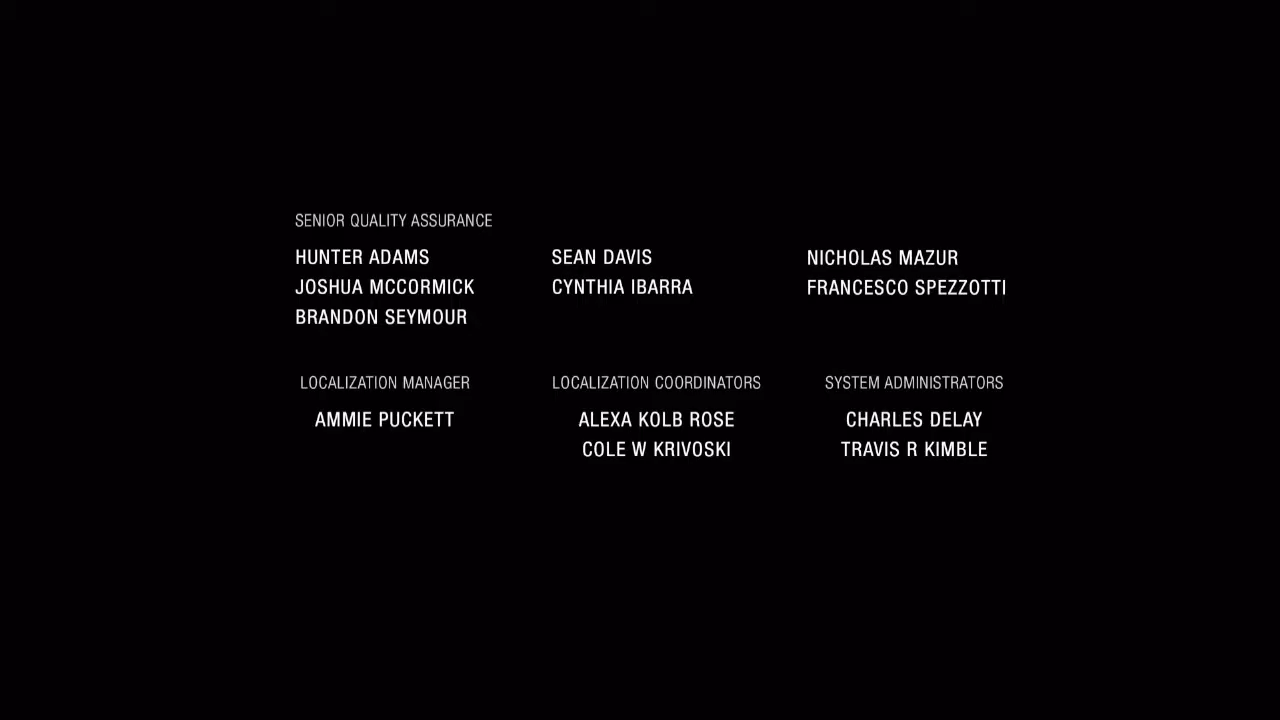 SENIOR QUALITY ASSURANCE
HUNTER ADAMS SEAN DAVIS NICHOLAS MAZUR
JOSHUA MCCORMICK CYNTHIA IBARRA FRANCESCO SPEZZOTTI
BRANDON SEYMOUR
LOCALIZATION MANAGER LOCALIZATION COORDINATORS SYSTEM ADMINISTRATORS
AMMIE PUCKETT ALEXA KOLB ROSE CHARLES DELAY
COLE W KRIVOSKI TRAVIS R KIMBLE